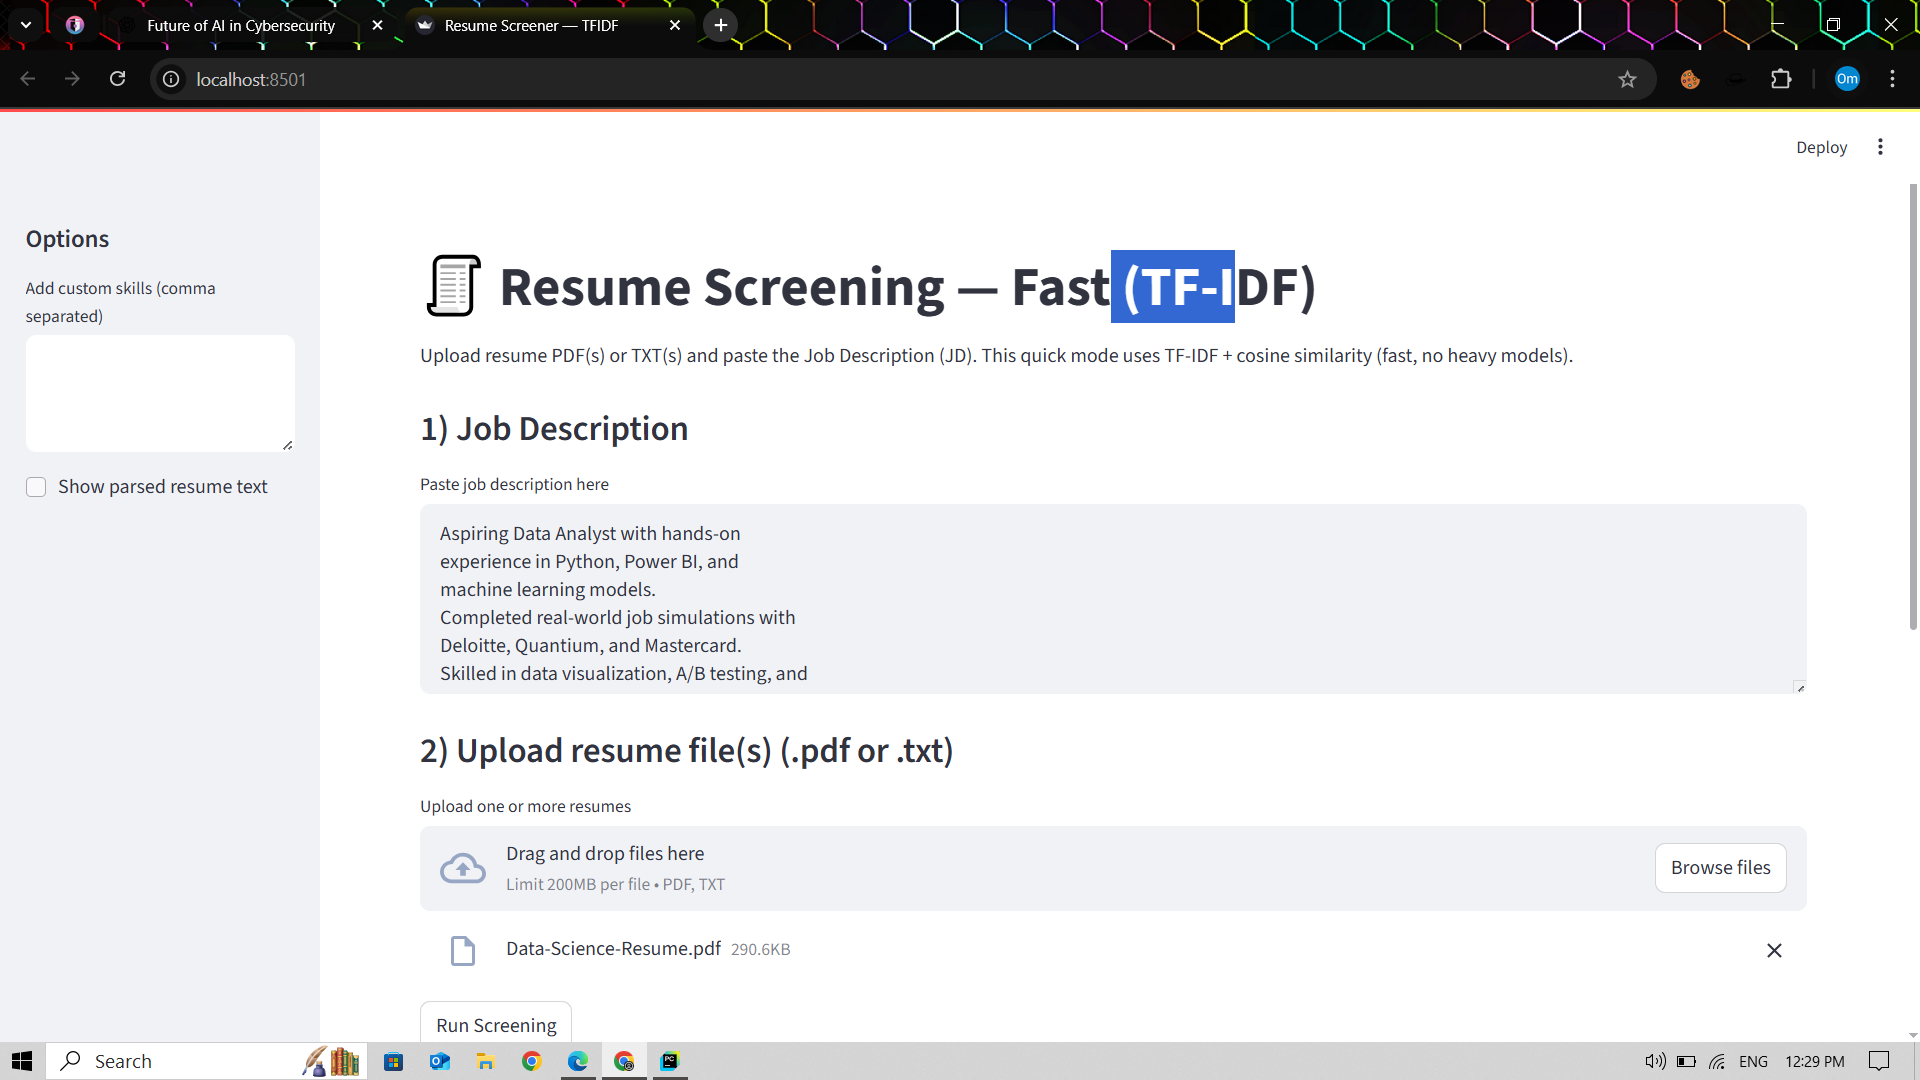 Future of AI in Cybersecurity
Resume Screener — TFIDF
localhost:8501
Om
Deploy
Options
Add custom skills (comma
separated)
Show parsed resume text
Resume Screening — Fast (TF-IDF)
Upload resume PDF(s) or TXT(s) and paste the Job Description (JD). This quick mode uses TF-IDF + cosine similarity (fast, no heavy models).
1) Job Description
Paste job description here
Aspiring Data Analyst with hands-on
experience in Python, Power BI, and
machine learning models.
Completed real-world job simulations with
Deloitte, Quantium, and Mastercard.
Skilled in data visualization, A/B testing, and
2) Upload resume file(s) (.pdf or .txt)
Upload one or more resumes
Drag and drop files here
Limit 200MB per file • PDF, TXT
Browse files
Data-Science-Resume.pdf 290.6KB
Run Screening
Search
PC
ENG
12:29 PM